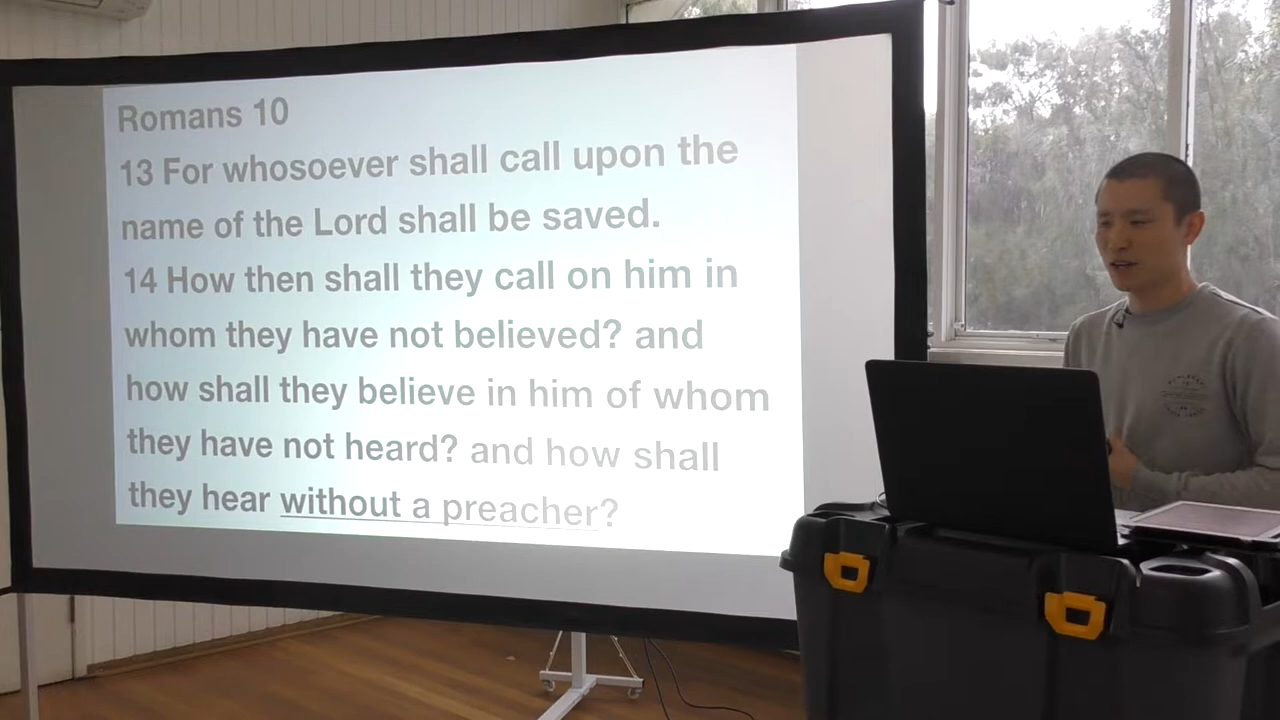 Romans 10
13 For whosoever shall call upon the
name of the Lord shall be saved.
14 How then shall they call on him in
whom they have not believed? and
how shall they believe in him of whom
they have not heard? and how shall
they hear without a preacher?